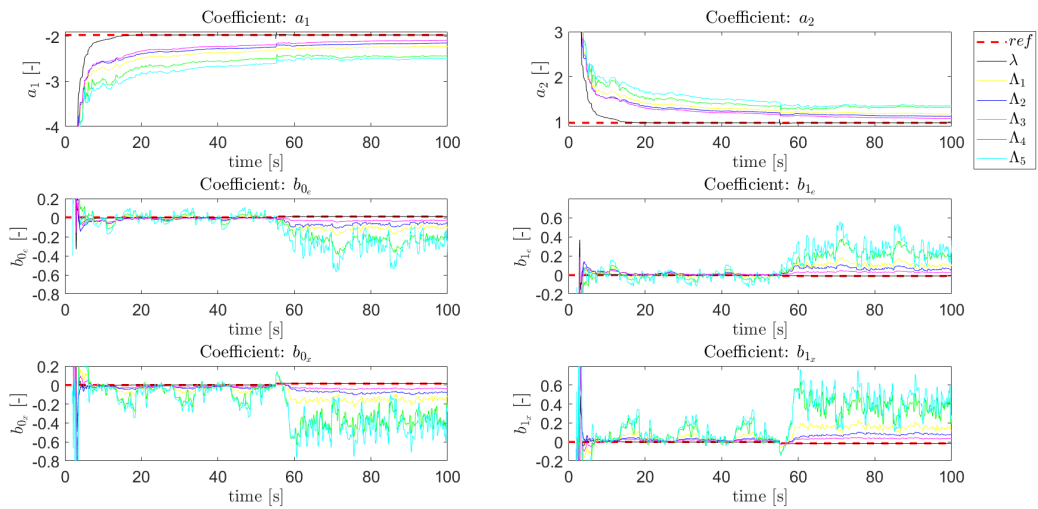 Coefficient: a₁
-2
-3
-4
a₁ [-]
0 20 40 60 80 100
time [s]
Coefficient: a₂
3
2
1
a₂ [-]
0 20 40 60 80 100
time [s]
ref
λ
Λ₁
Λ₂
Λ₃
Λ₄
Λ₅
Coefficient: b₀ₑ
0.2
0
-0.2
-0.4
-0.6
-0.8
b₀ₑ [-]
0 20 40 60 80 100
time [s]
Coefficient: b₁ₑ
0.6
0.4
0.2
0
-0.2
b₁ₑ [-]
0 20 40 60 80 100
time [s]
Coefficient: b₀ₓ
0.2
0
-0.2
-0.4
-0.6
-0.8
b₀ₓ [-]
0 20 40 60 80 100
time [s]
Coefficient: b₁ₓ
0.6
0.4
0.2
0
-0.2
b₁ₓ [-]
0 20 40 60 80 100
time [s]